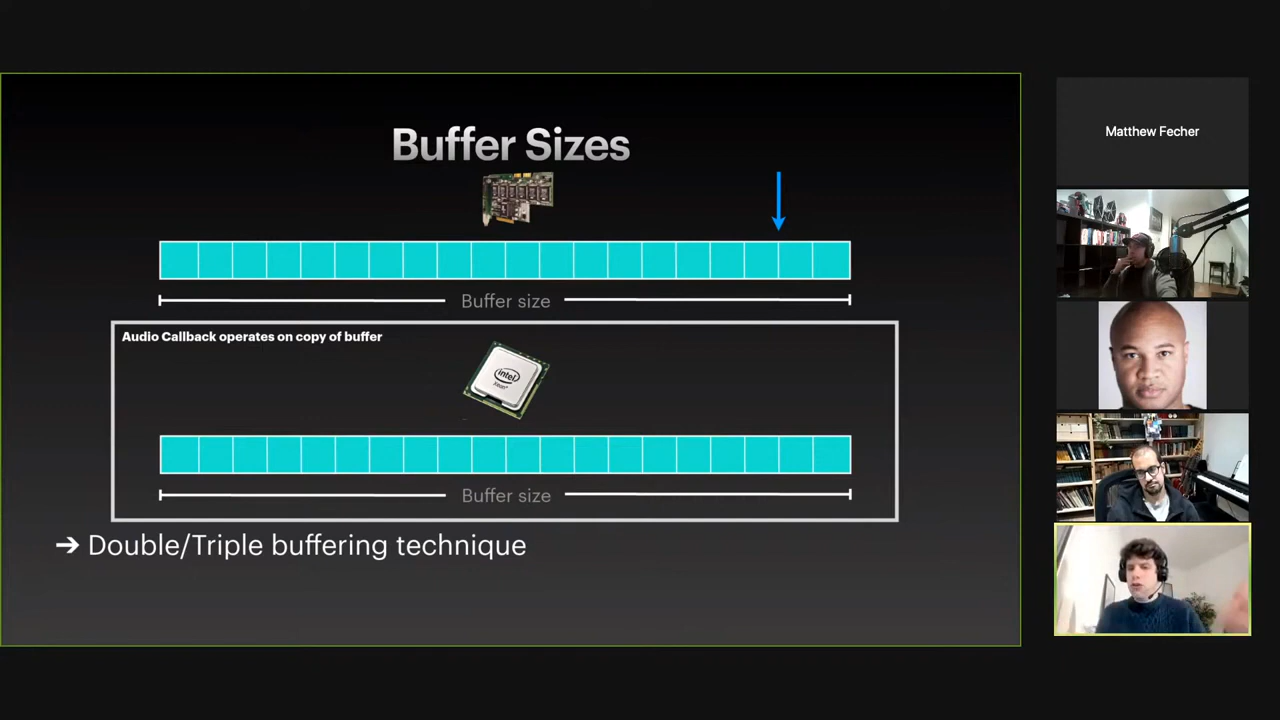 Buffer Sizes
Buffer size
Audio Callback operates on copy of buffer
intel
Xeon
Buffer size
➔ Double/Triple buffering technique
Matthew Fecher